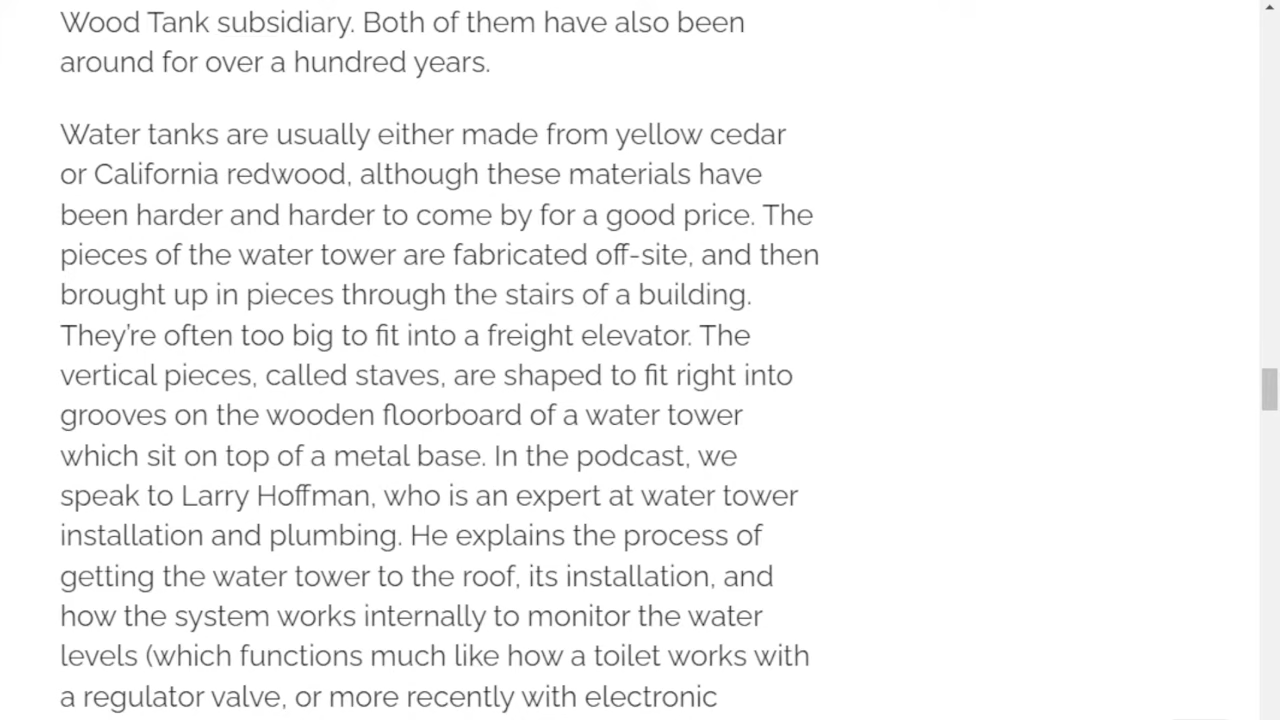 Wood Tank subsidiary. Both of them have also been
around for over a hundred years.
Water tanks are usually either made from yellow cedar
or California redwood, although these materials have
been harder and harder to come by for a good price. The
pieces of the water tower are fabricated off-site, and then
brought up in pieces through the stairs of a building.
They’re often too big to fit into a freight elevator. The
vertical pieces, called staves, are shaped to fit right into
grooves on the wooden floorboard of a water tower
which sit on top of a metal base. In the podcast, we
speak to Larry Hoffman, who is an expert at water tower
installation and plumbing. He explains the process of
getting the water tower to the roof, its installation, and
how the system works internally to monitor the water
levels (which functions much like how a toilet works with
a regulator valve, or more recently with electronic